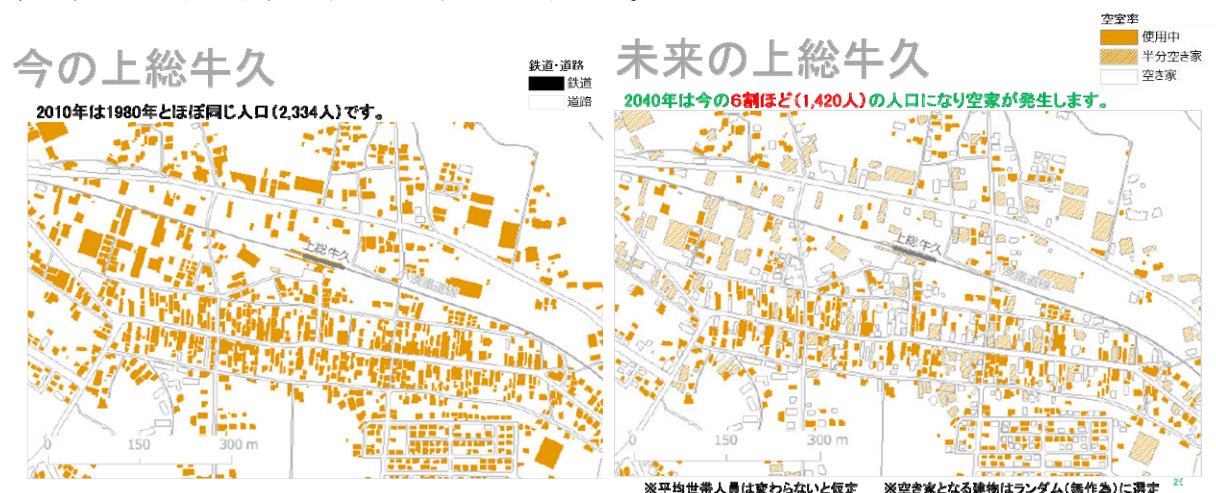 今の上総牛久
鉄道・道路
鉄道
道路
2010年は1980年とほぼ同じ人口(2,334人)です。
上総牛久
0 150 300 m
未来の上総牛久
空室率
使用中
半分空き家
空き家
2040年は今の6割ほど(1,420人)の人口になり空家が発生します。
上総牛久
0 150 300 m
※平均世帯人員は変わらないと仮定 ※空き家となる建物はランダム(無作為)に選定